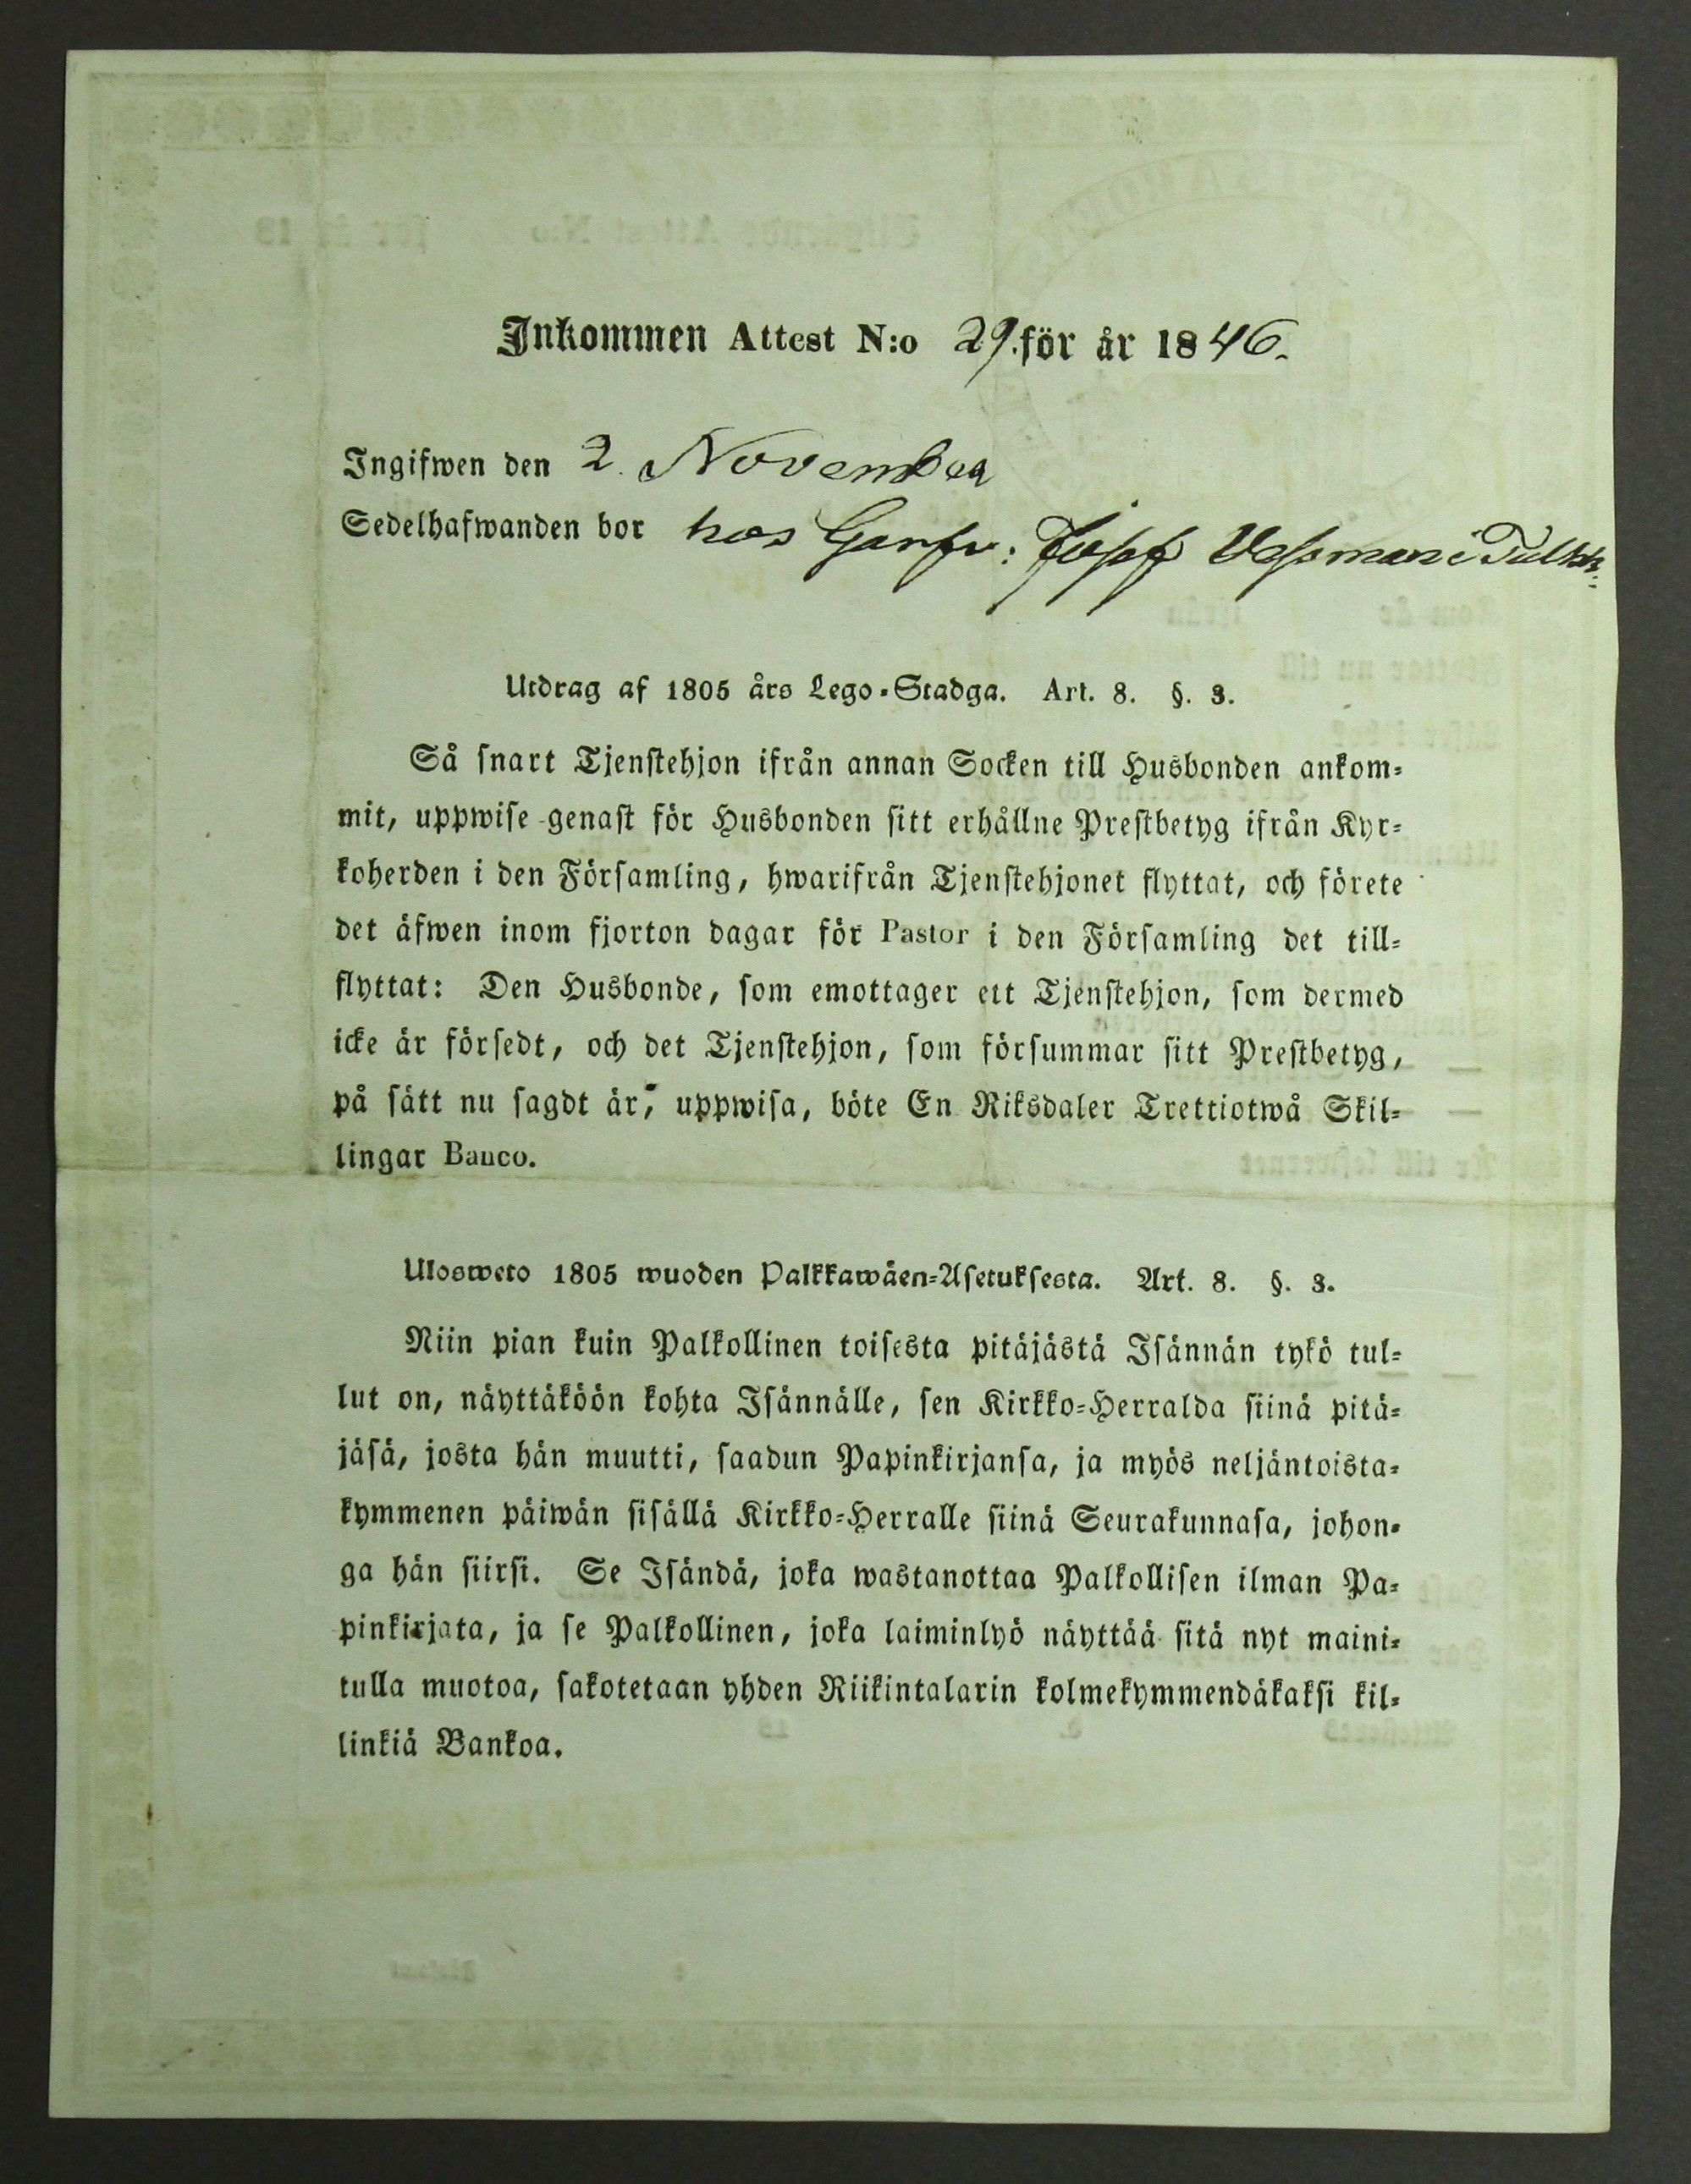 Inkommen Attest N:o 29. för år 1846.
Ingifwen den 2. November
Sedelhafwanden bor hos Garfv: Josef
Utdrag af 1805 års Lego-Stadga. Art. 8. §. 3.
Så snart Tjenstehjon ifrån annan Socken till Husbonden ankom-
mit, uppwise genast för Husbonden sitt erhållne Prestbetyg ifrån Kyr-
koherden i den Församling, hwarifrån Tjenstehjonet flyttat, och förete
det äfwen inom fjorton dagar för Pastor i den Församling det till-
flyttat: Den Husbonde, som emottager ett Tjenstehjon, som dermed
icke är försedt, och det Tjenstehjon, som försummar sitt Prestbetyg,
på sätt nu sagdt är, uppwisa, böte En Riksdaler Trettiotwå Skil-
lingar Banco.
Ulosweto 1805 wuoden Palkkawäen-Asetuksesta. Art. 8. §. 3.
Niin pian kuin Palkollinen toisesta pitäjästä Isännän tykö tul-
lut on, näyttäköön kohta Isännälle, sen Kirkko-Herralda siinä pitä-
jäsä, josta hän muutti, saadun Papinkirjansa, ja myös neljäntoista-
kymmenen päiwän sisällä Kirkko-Herralle siinä Seurakunnasa, johon-
ga hän siirsi. Se Isändä, joka wastanottaa Palkollisen ilman Pa-
pinkirjata, ja se Palkollinen, joka laiminlyö näyttää sitä nyt maini-
tulla muotoa, sakotetaan yhden Riikintalarin kolmekymmendäkaksi kil-
linkiä Bankoa.